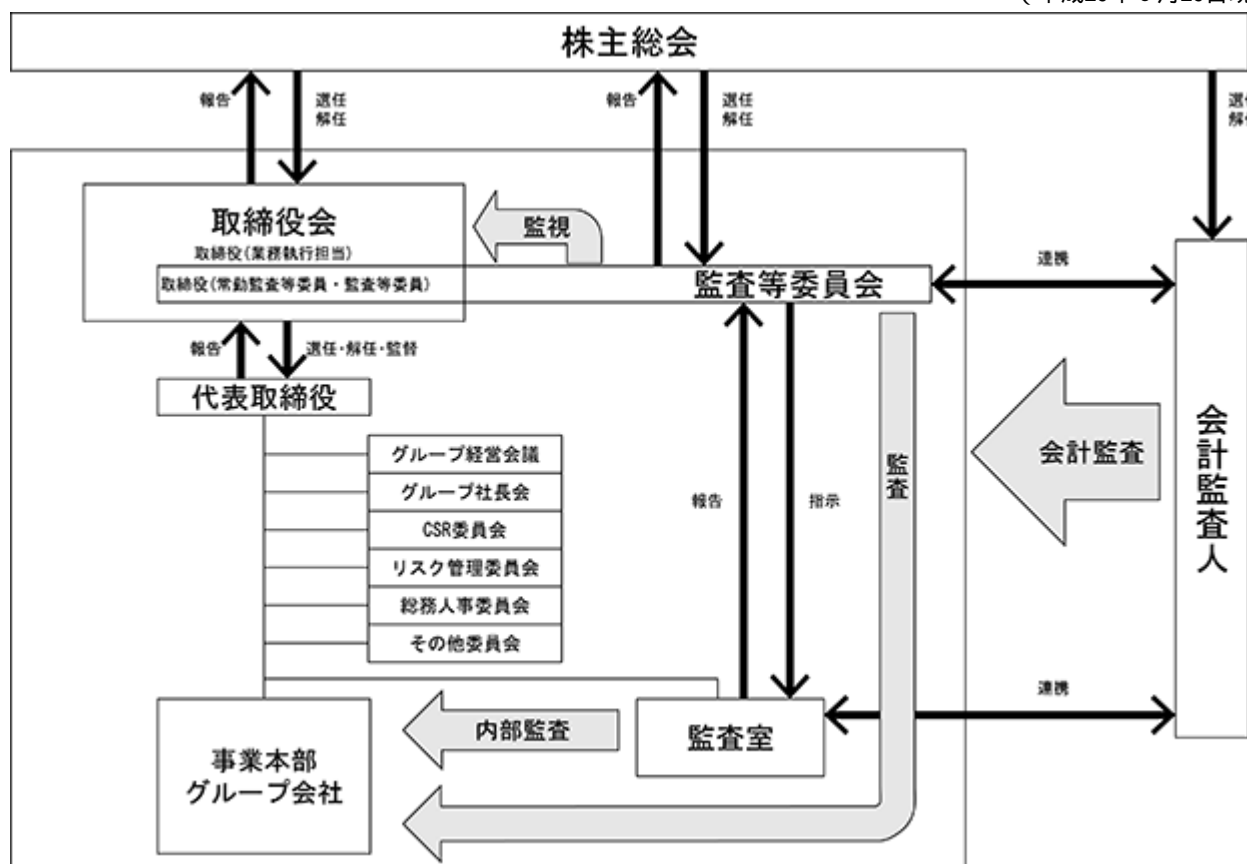 株主総会
報告
選任
解任
報告
選任
解任
取締役会
取締役(業務執行担当)
取締役(常勤監査等委員・監査等委員)
監視
監査等委員会
連携
報告
選任・解任・監督
代表取締役
グループ経営会議
グループ社長会
CSR委員会
リスク管理委員会
総務人事委員会
その他委員会
報告
指示
監査
会計監査
会計監査人
連携
内部監査
監査室
事業本部
グループ会社